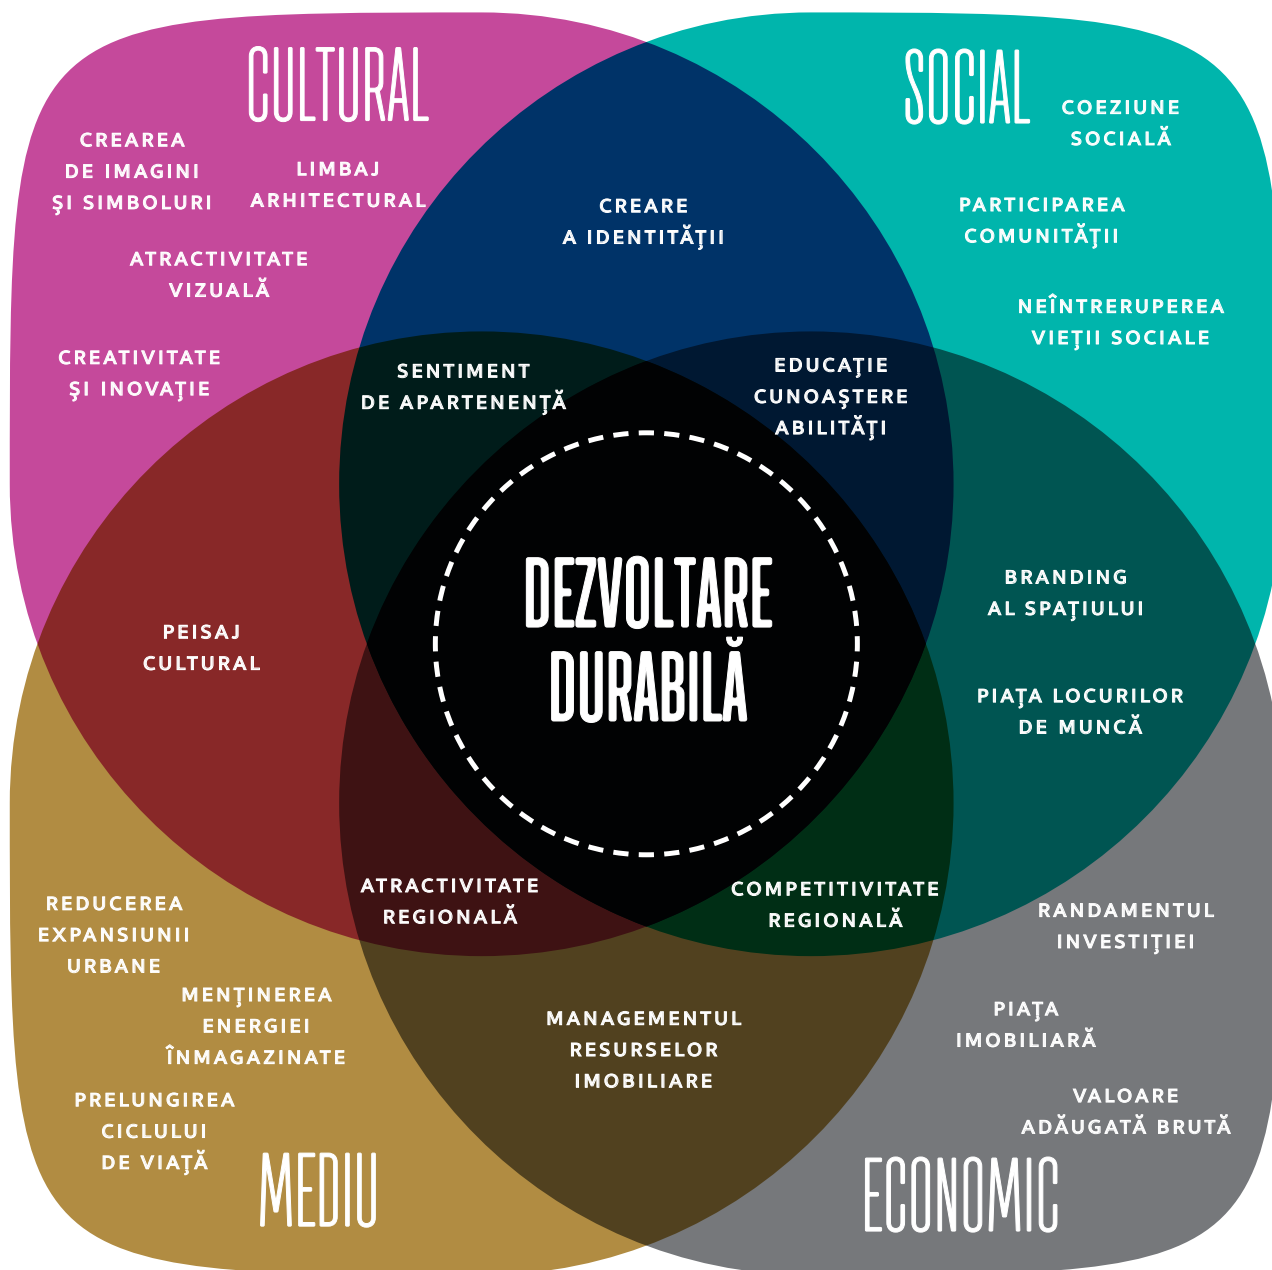 CULTURAL
CREAREA
DE IMAGINI
ŞI SIMBOLURI
LIMBAJ
ARHITECTURAL
ATRACTIVITATE
VIZUALĂ
CREATIVITATE
ŞI INOVAŢIE
CREARE
A IDENTITĂŢII
SOCIAL
COEZIUNE
SOCIALĂ
PARTICIPAREA
COMUNITĂŢII
NEÎNTRERUPEREA
VIEŢII SOCIALE
SENTIMENT
DE APARTENENŢĂ
EDUCAŢIE
CUNOAŞTERE
ABILITĂŢI
PEISAJ
CULTURAL
DEZVOLTARE
DURABILĂ
BRANDING
AL SPAŢIULUI
PIAŢA LOCURILOR
DE MUNCĂ
ATRACTIVITATE
REGIONALĂ
COMPETITIVITATE
REGIONALĂ
REDUCEREA
EXPANSIUNII
URBANE
MENŢINEREA
ENERGIEI
ÎNMAGAZINATE
PRELUNGIREA
CICLULUI
DE VIAŢĂ
MEDIU
MANAGEMENTUL
RESURSELOR
IMOBILIARE
RANDAMENTUL
INVESTIŢIEI
PIAŢA
IMOBILIARĂ
VALOARE
ADĂUGATĂ BRUTĂ
ECONOMIC